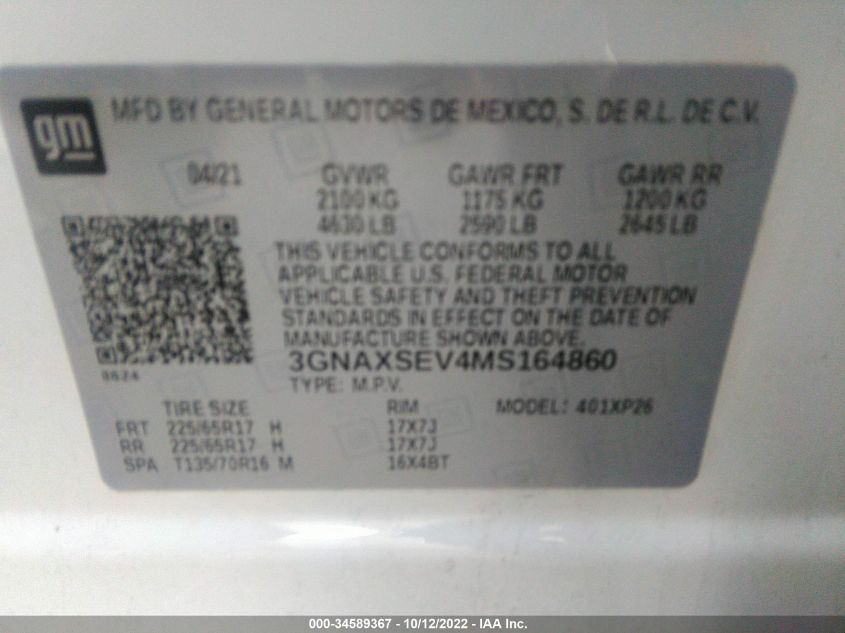 gm
MFD BY GENERAL MOTORS DE MEXICO, S. DE R.L. DE C.V.
04/21 GVWR GAWR FRT GAWR RR
2100 KG 1175 KG 1200 KG
4630 LB 2590 LB 2645 LB
THIS VEHICLE CONFORMS TO ALL
APPLICABLE U.S. FEDERAL MOTOR
VEHICLE SAFETY AND THEFT PREVENTION
STANDARDS IN EFFECT ON THE DATE OF
MANUFACTURE SHOWN ABOVE.
3GNAXSEV4MS164860
TYPE: M.P.V.
8624
TIRE SIZE RIM MODEL: 401XP26
FRT 225/65R17 H 17X7J
RR 225/65R17 H 17X7J
SPA T135/70R16 M 16X4BT
000-34589367 - 10/12/2022 - IAA Inc.